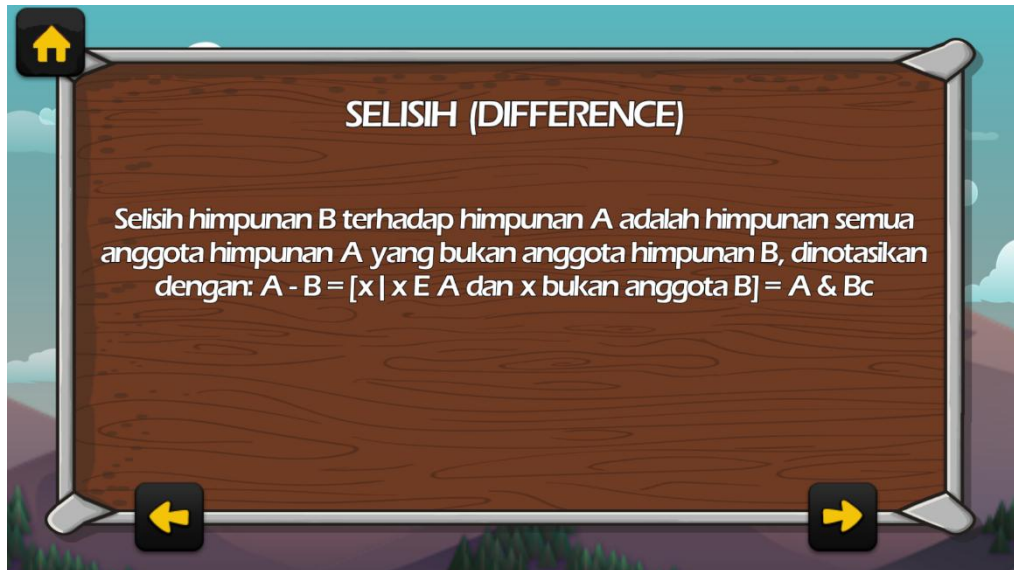 SELISIH (DIFFERENCE)
Selisih himpunan B terhadap himpunan A adalah himpunan semua
anggota himpunan A yang bukan anggota himpunan B, dinotasikan
dengan: A - B = [x | x E A dan x bukan anggota B] = A & Bc